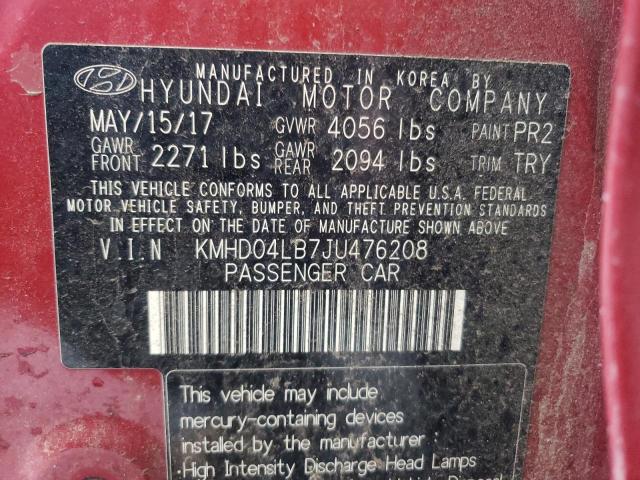 MANUFACTURED IN KOREA BY
HYUNDAI MOTOR COMPANY
MAY/15/17 GVWR 4056 lbs PAINT PR2
GAWR FRONT 2271 lbs GAWR REAR 2094 lbs TRIM TRY
THIS VEHICLE CONFORMS TO ALL APPLICABLE U.S.A. FEDERAL
MOTOR VEHICLE SAFETY, BUMPER, AND THEFT PREVENTION STANDARDS
IN EFFECT ON THE DATE OF MANUFACTURE SHOWN ABOVE.
V.I.N KMHD04LB7JU476208
PASSENGER CAR
This vehicle may include
mercury-containing devices
installed by the manufacturer :
·High Intensity Discharge Head Lamps